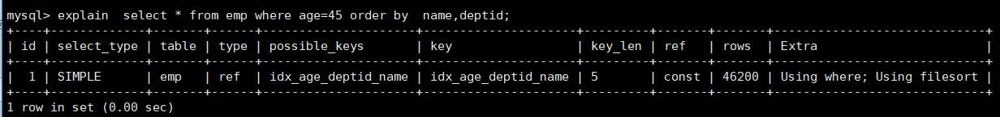 mysql> explain  select * from emp where age=45 order by  name,deptid;
+----+-------------+-------+------+---------------------+---------------------+---------+-------+-------+-----------------------------+
| id | select_type | table | type | possible_keys       | key                 | key_len | ref   | rows  | Extra                       |
+----+-------------+-------+------+---------------------+---------------------+---------+-------+-------+-----------------------------+
|  1 | SIMPLE      | emp   | ref  | idx_age_deptid_name | idx_age_deptid_name | 5       | const | 46200 | Using where; Using filesort |
+----+-------------+-------+------+---------------------+---------------------+---------+-------+-------+-----------------------------+
1 row in set (0.00 sec)